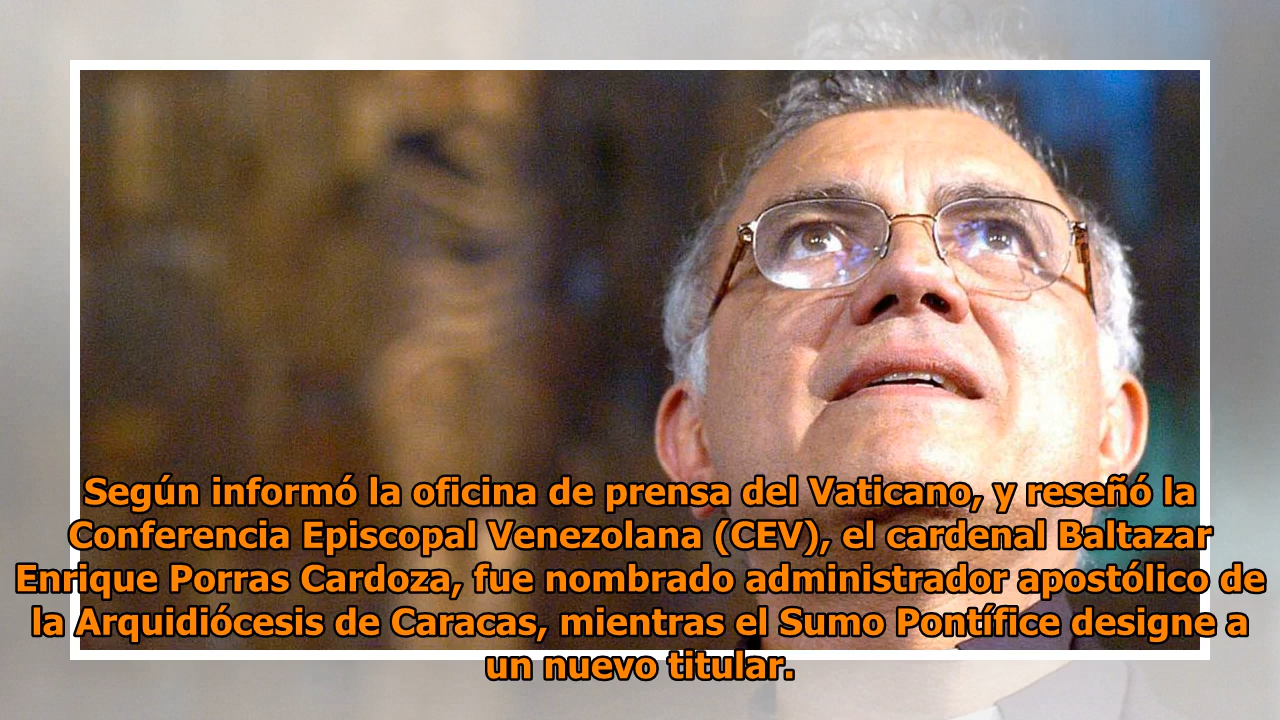 Según informó la oficina de prensa del Vaticano, y reseñó la
Conferencia Episcopal Venezolana (CEV), el cardenal Baltazar
Enrique Porras Cardoza, fue nombrado administrador apostólico de
la Arquidiócesis de Caracas, mientras el Sumo Pontífice designe a
un nuevo titular.